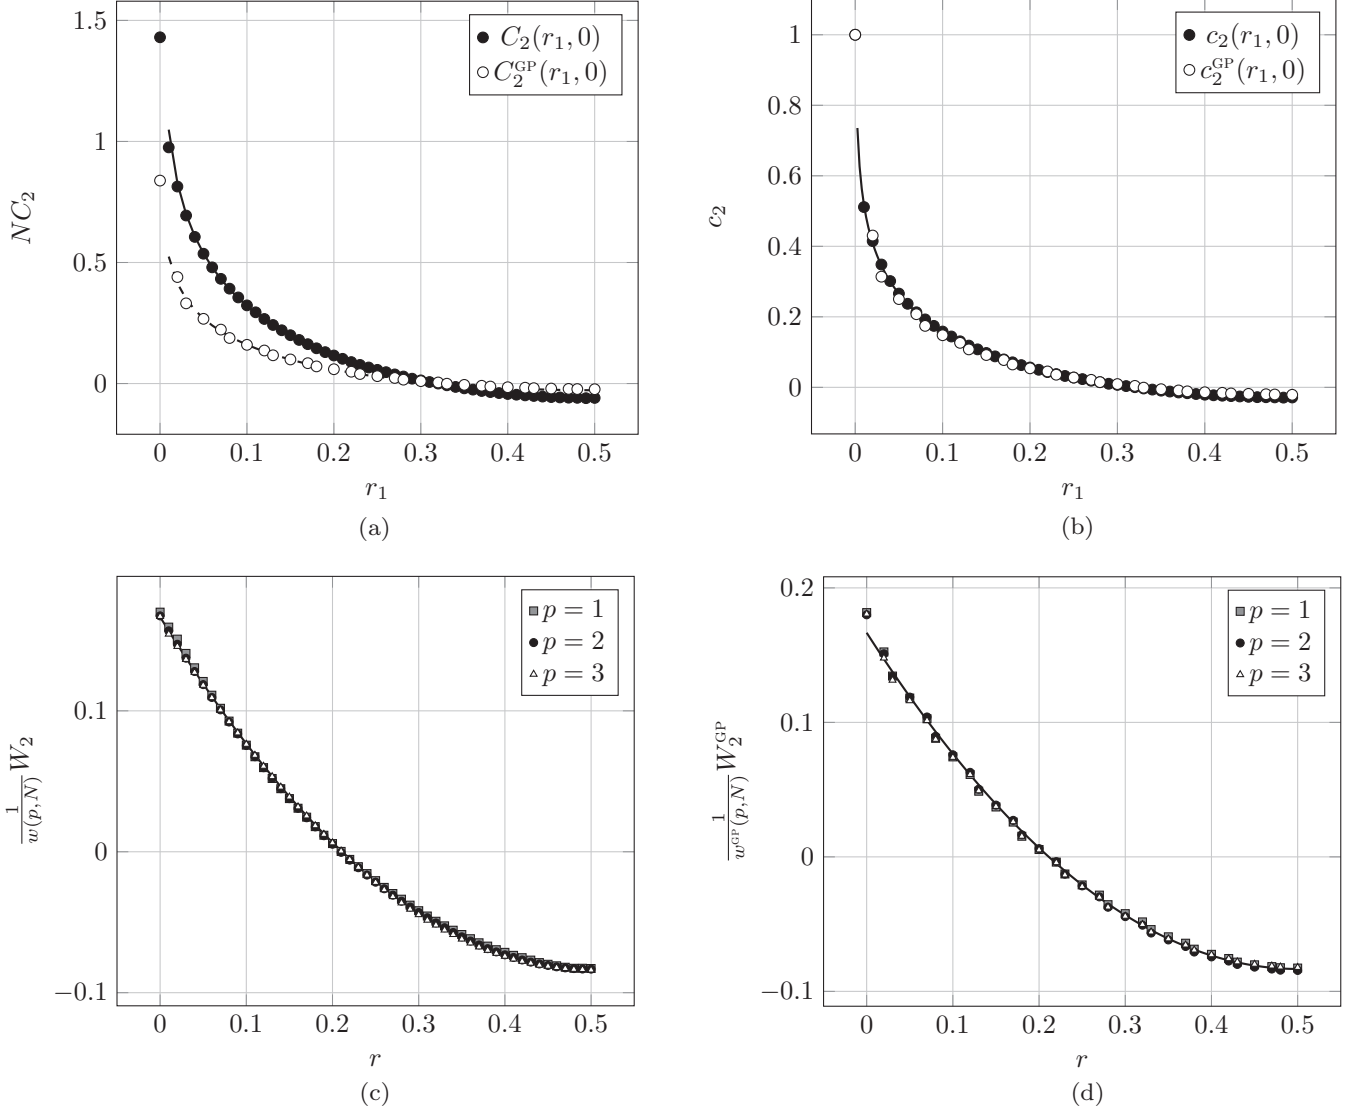 1.5
1
0.5
0
NC₂
C₂(r₁, 0)
C₂ᴳᴾ(r₁, 0)
0 0.1 0.2 0.3 0.4 0.5
r₁
(a)
1
0.8
0.6
0.4
0.2
0
c₂
c₂(r₁, 0)
c₂ᴳᴾ(r₁, 0)
0 0.1 0.2 0.3 0.4 0.5
r₁
(b)
0.1
0
−0.1
1/w(p,N) W₂
p = 1
p = 2
p = 3
0 0.1 0.2 0.3 0.4 0.5
r
(c)
0.2
0.1
0
−0.1
1/wᴳᴾ(p,N) W₂ᴳᴾ
p = 1
p = 2
p = 3
0 0.1 0.2 0.3 0.4 0.5
r
(d)